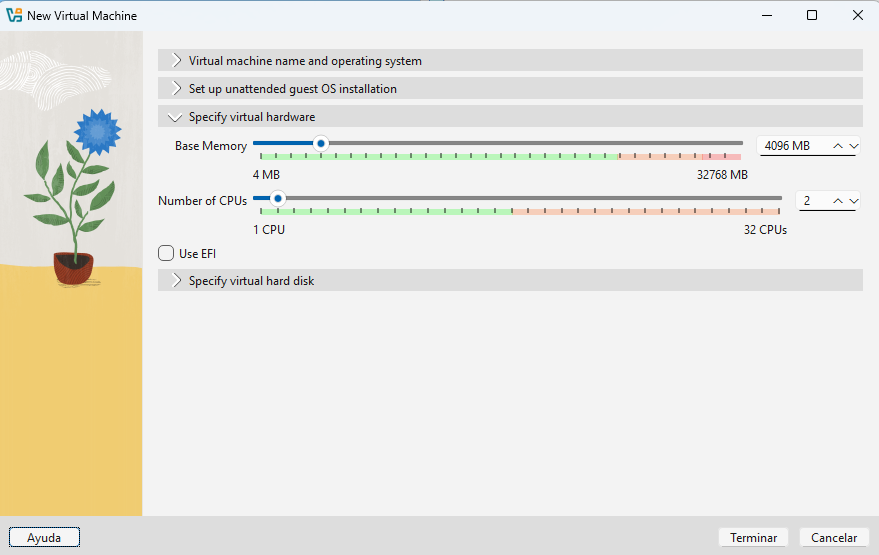 New Virtual Machine
Virtual machine name and operating system
Set up unattended guest OS installation
Specify virtual hardware
Base Memory 4096 MB
4 MB 32768 MB
Number of CPUs 2
1 CPU 32 CPUs
Use EFI
Specify virtual hard disk
Ayuda Terminar Cancelar